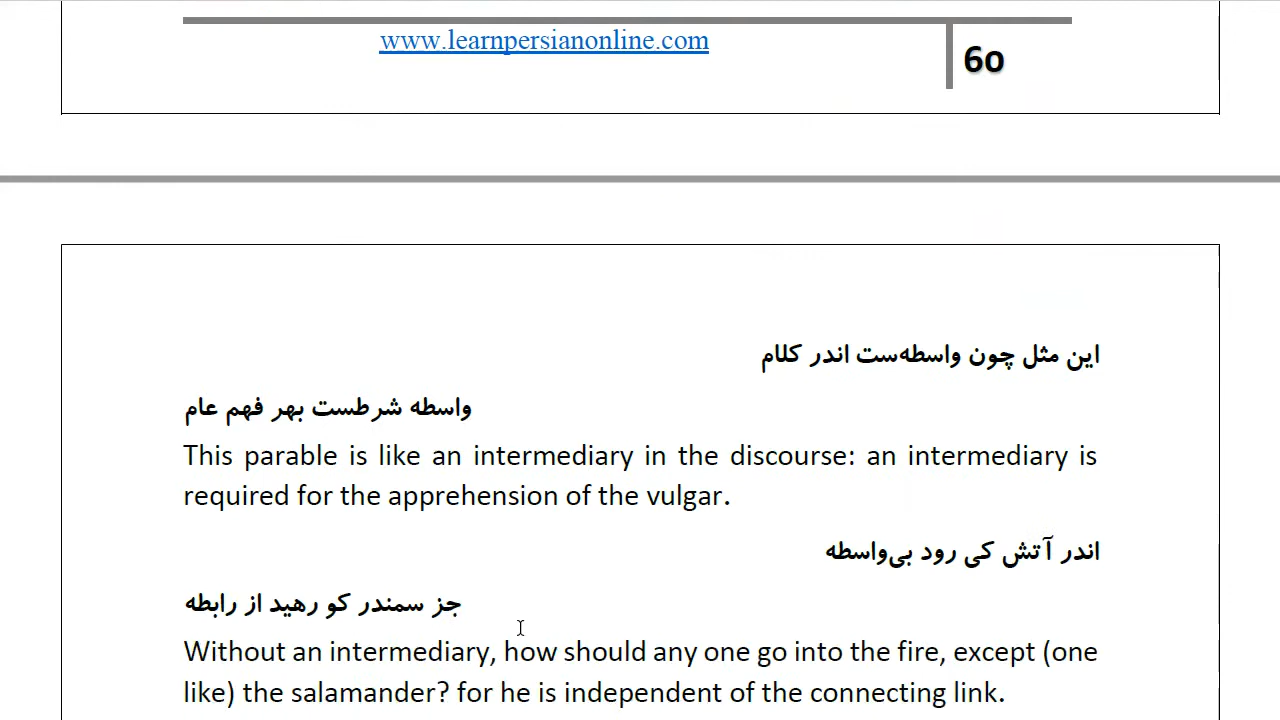 www.learnpersianonline.com
60
این مثل چون واسطه‌ست اندر کلام
واسطه شرطست بهر فهم عام
This parable is like an intermediary in the discourse: an intermediary is
required for the apprehension of the vulgar.
اندر آتش کی رود بی‌واسطه
جز سمندر کو رهید از رابطه
Without an intermediary, how should any one go into the fire, except (one
like) the salamander? for he is independent of the connecting link.